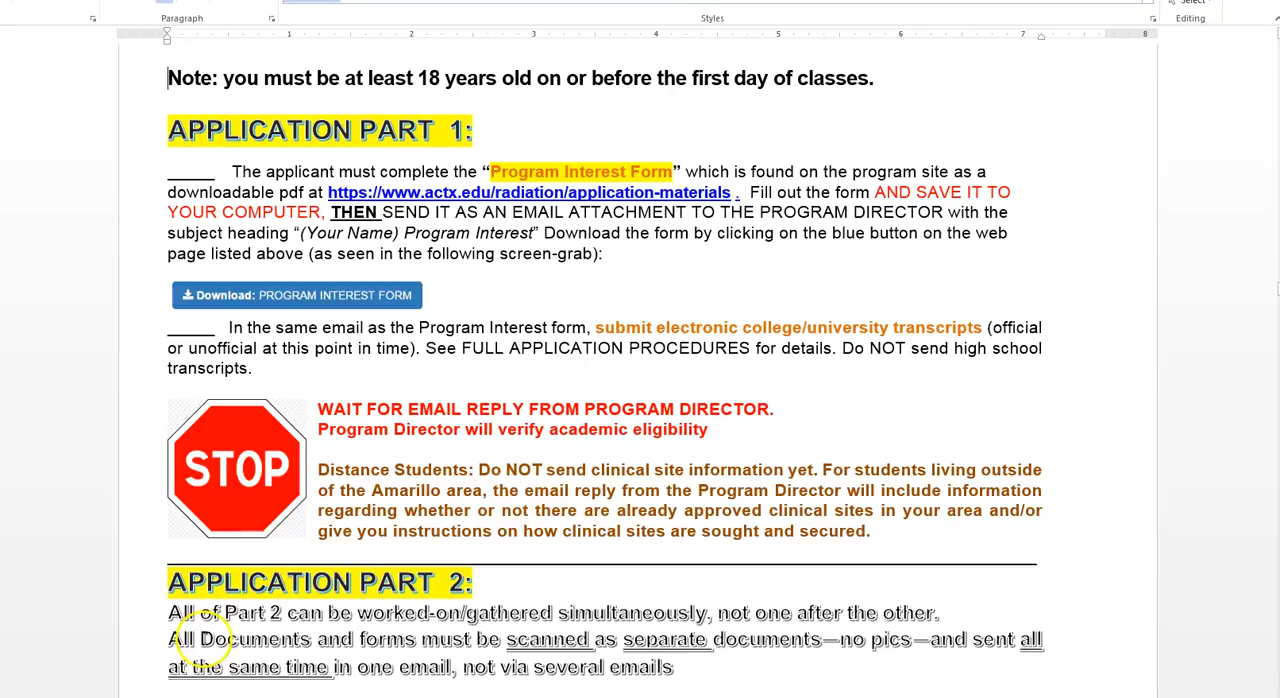 Paragraph
Styles
Editing
1 2 3 4 5 6 7 8
Note: you must be at least 18 years old on or before the first day of classes.
APPLICATION PART 1:
_____ The applicant must complete the “Program Interest Form” which is found on the program site as a
downloadable pdf at https://www.actx.edu/radiation/application-materials . Fill out the form AND SAVE IT TO
YOUR COMPUTER, THEN SEND IT AS AN EMAIL ATTACHMENT TO THE PROGRAM DIRECTOR with the
subject heading “(Your Name) Program Interest” Download the form by clicking on the blue button on the web
page listed above (as seen in the following screen-grab):
Download: PROGRAM INTEREST FORM
_____ In the same email as the Program Interest form, submit electronic college/university transcripts (official
or unofficial at this point in time). See FULL APPLICATION PROCEDURES for details. Do NOT send high school
transcripts.
STOP
WAIT FOR EMAIL REPLY FROM PROGRAM DIRECTOR.
Program Director will verify academic eligibility
Distance Students: Do NOT send clinical site information yet. For students living outside
of the Amarillo area, the email reply from the Program Director will include information
regarding whether or not there are already approved clinical sites in your area and/or
give you instructions on how clinical sites are sought and secured.
APPLICATION PART 2:
All of Part 2 can be worked-on/gathered simultaneously, not one after the other.
All Documents and forms must be scanned as separate documents—no pics—and sent all
at the same time in one email, not via several emails